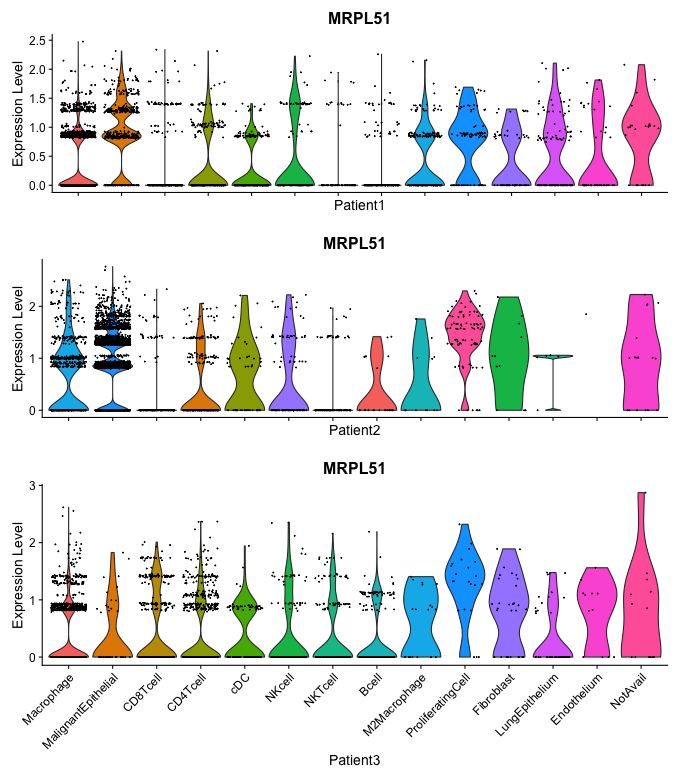 MRPL51
Expression Level
2.5
2.0
1.5
1.0
0.5
0.0
Patient1
MRPL51
Expression Level
2
1
0
Patient2
MRPL51
Expression Level
3
2
1
0
Macrophage
MalignantEpithelial
CD8Tcell
CD4Tcell
cDC
NKcell
NKTcell
Bcell
M2Macrophage
ProliferatingCell
Fibroblast
LungEpithelium
Endothelium
NotAvail
Patient3